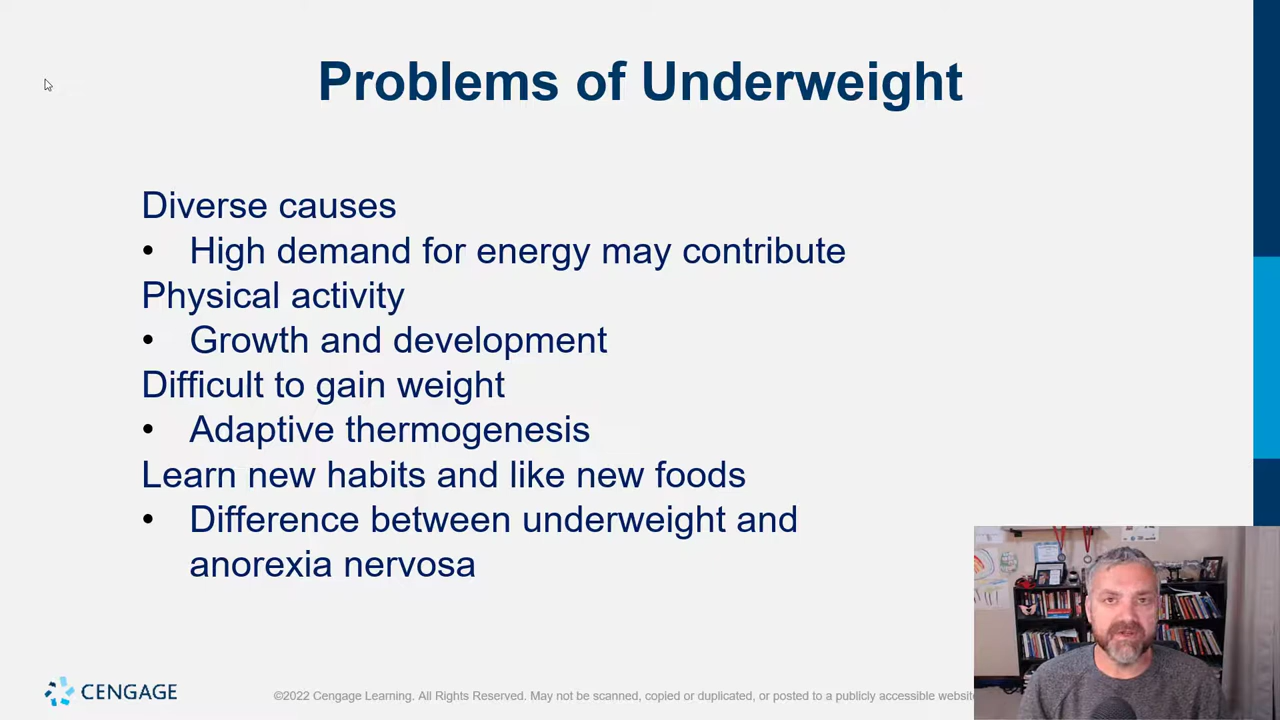 Problems of Underweight
Diverse causes
• High demand for energy may contribute
Physical activity
• Growth and development
Difficult to gain weight
• Adaptive thermogenesis
Learn new habits and like new foods
• Difference between underweight and
anorexia nervosa
CENGAGE
©2022 Cengage Learning. All Rights Reserved. May not be scanned, copied or duplicated, or posted to a publicly accessible website